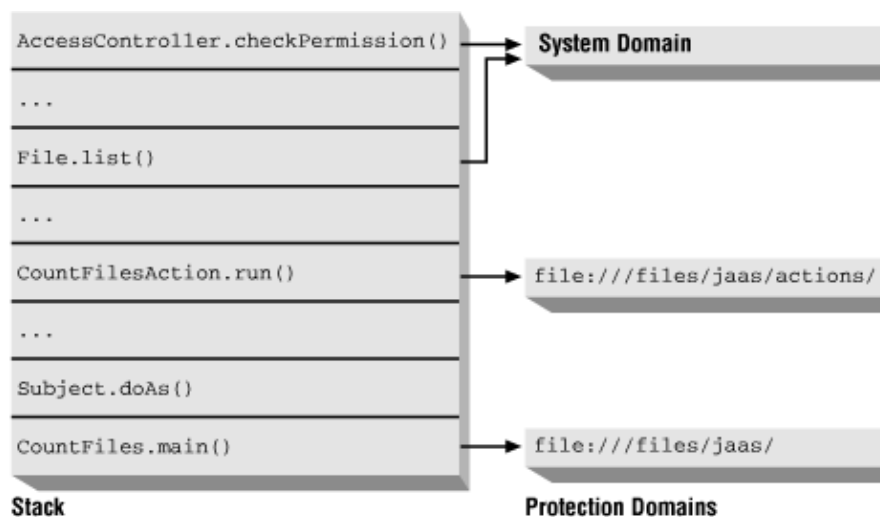 AccessController.checkPermission()
System Domain
...
File.list()
...
CountFilesAction.run()
file:///files/jaas/actions/
...
Subject.doAs()
CountFiles.main()
file:///files/jaas/
Stack
Protection Domains